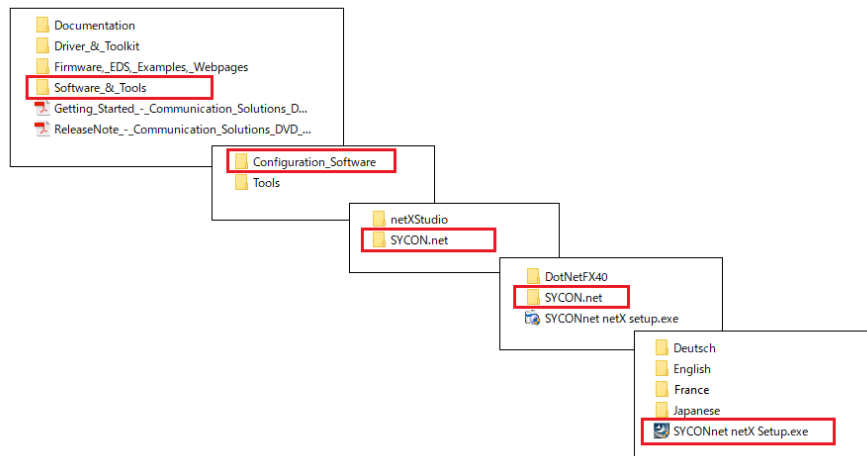 Documentation
Driver_&_Toolkit
Firmware,_EDS,_Examples,_Webpages
Software_&_Tools
Getting_Started_-_Communication_Solutions_D...
ReleaseNote_-_Communication_Solutions_DVD_...
Configuration_Software
Tools
netXStudio
SYCON.net
DotNetFX40
SYCON.net
SYCONnet netX setup.exe
Deutsch
English
France
Japanese
SYCONnet netX Setup.exe